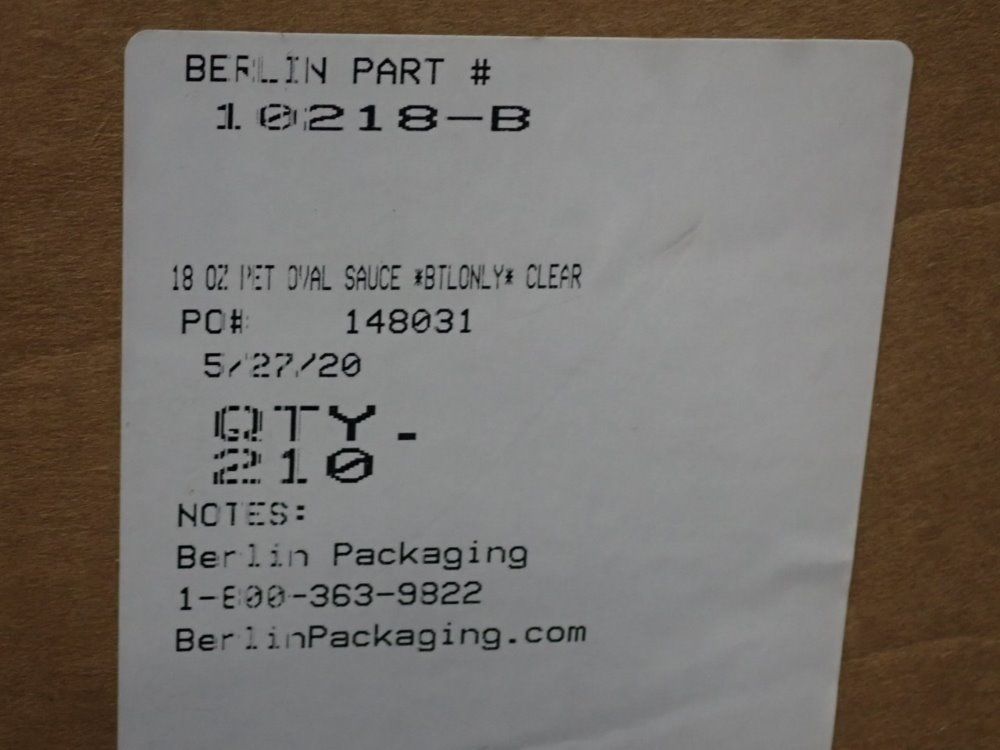 BERLIN PART #
10218-B
18 OZ PET OVAL SAUCE *BTLONLY* CLEAR
PO# 148031
5/27/20
QTY.
210
NOTES:
Berlin Packaging
1-800-363-9822
BerlinPackaging.com